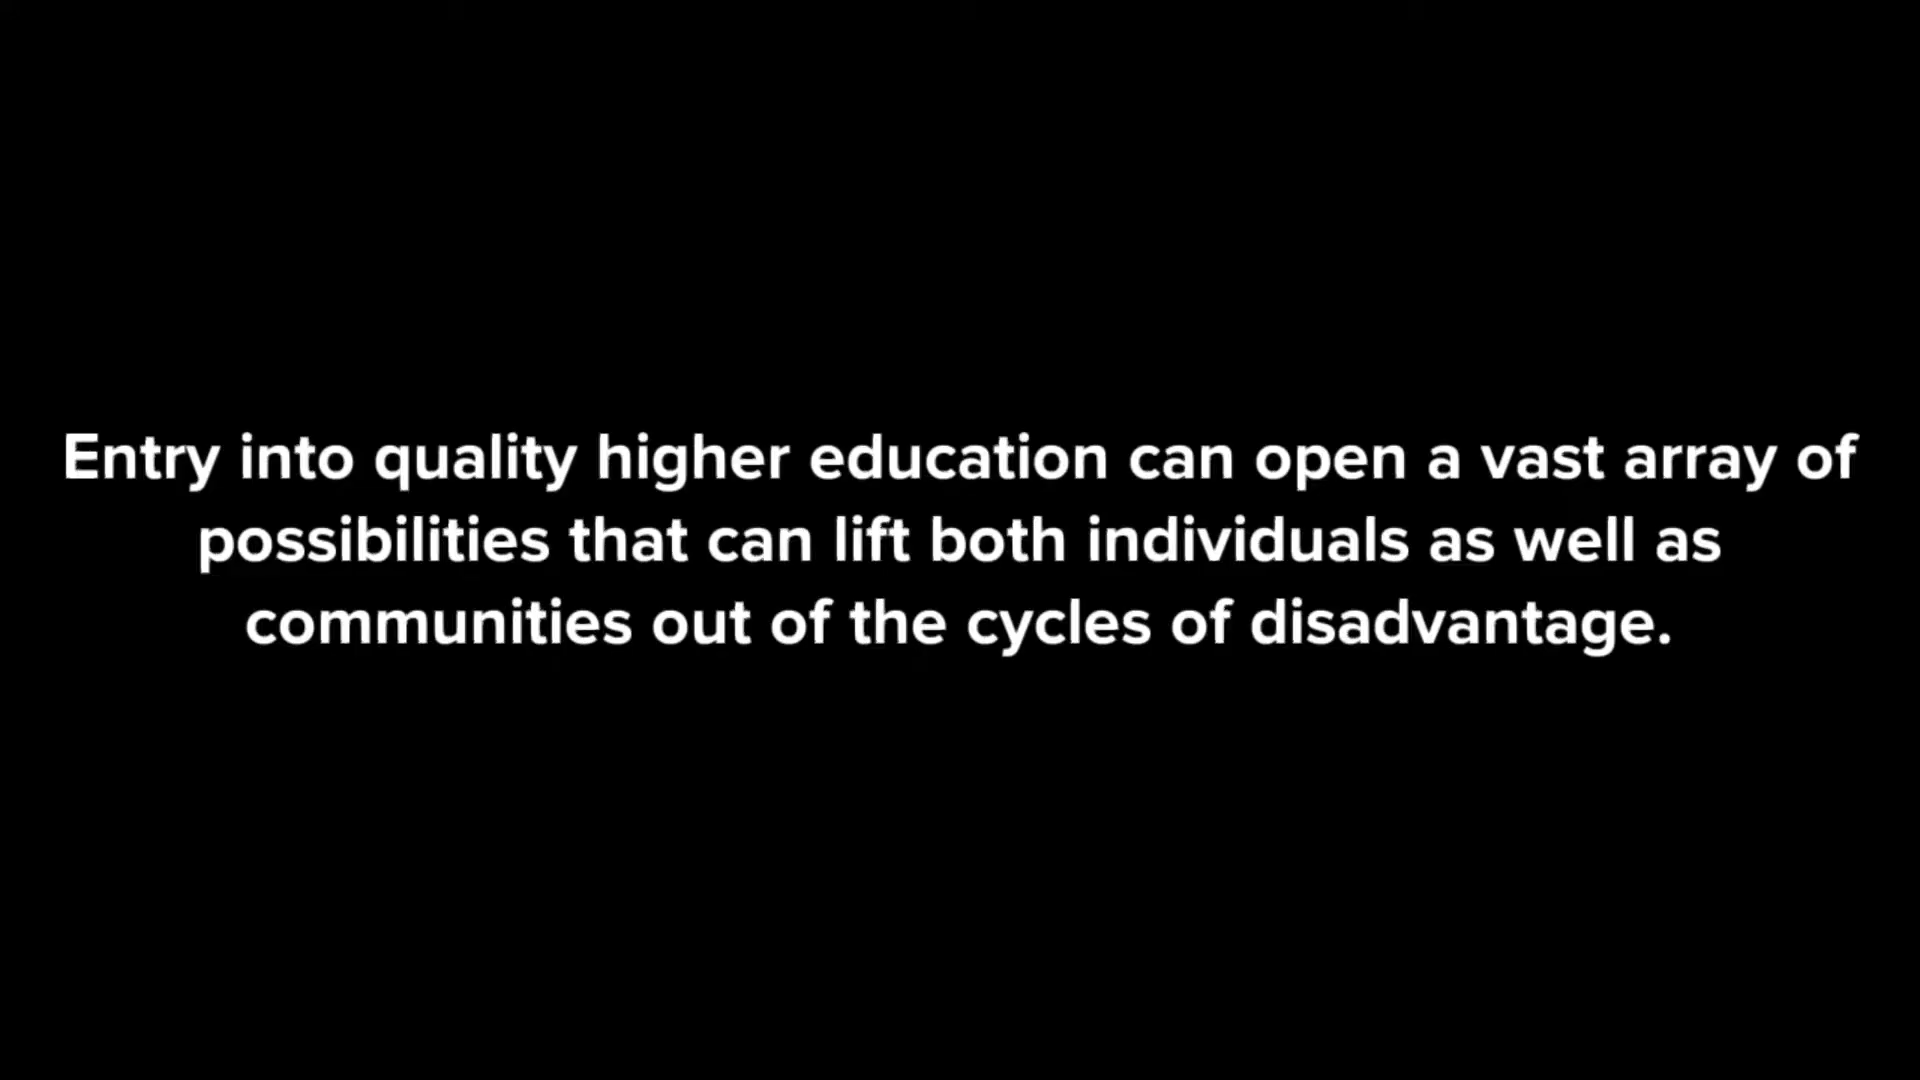 Entry into quality higher education can open a vast array of
possibilities that can lift both individuals as well as
communities out of the cycles of disadvantage.